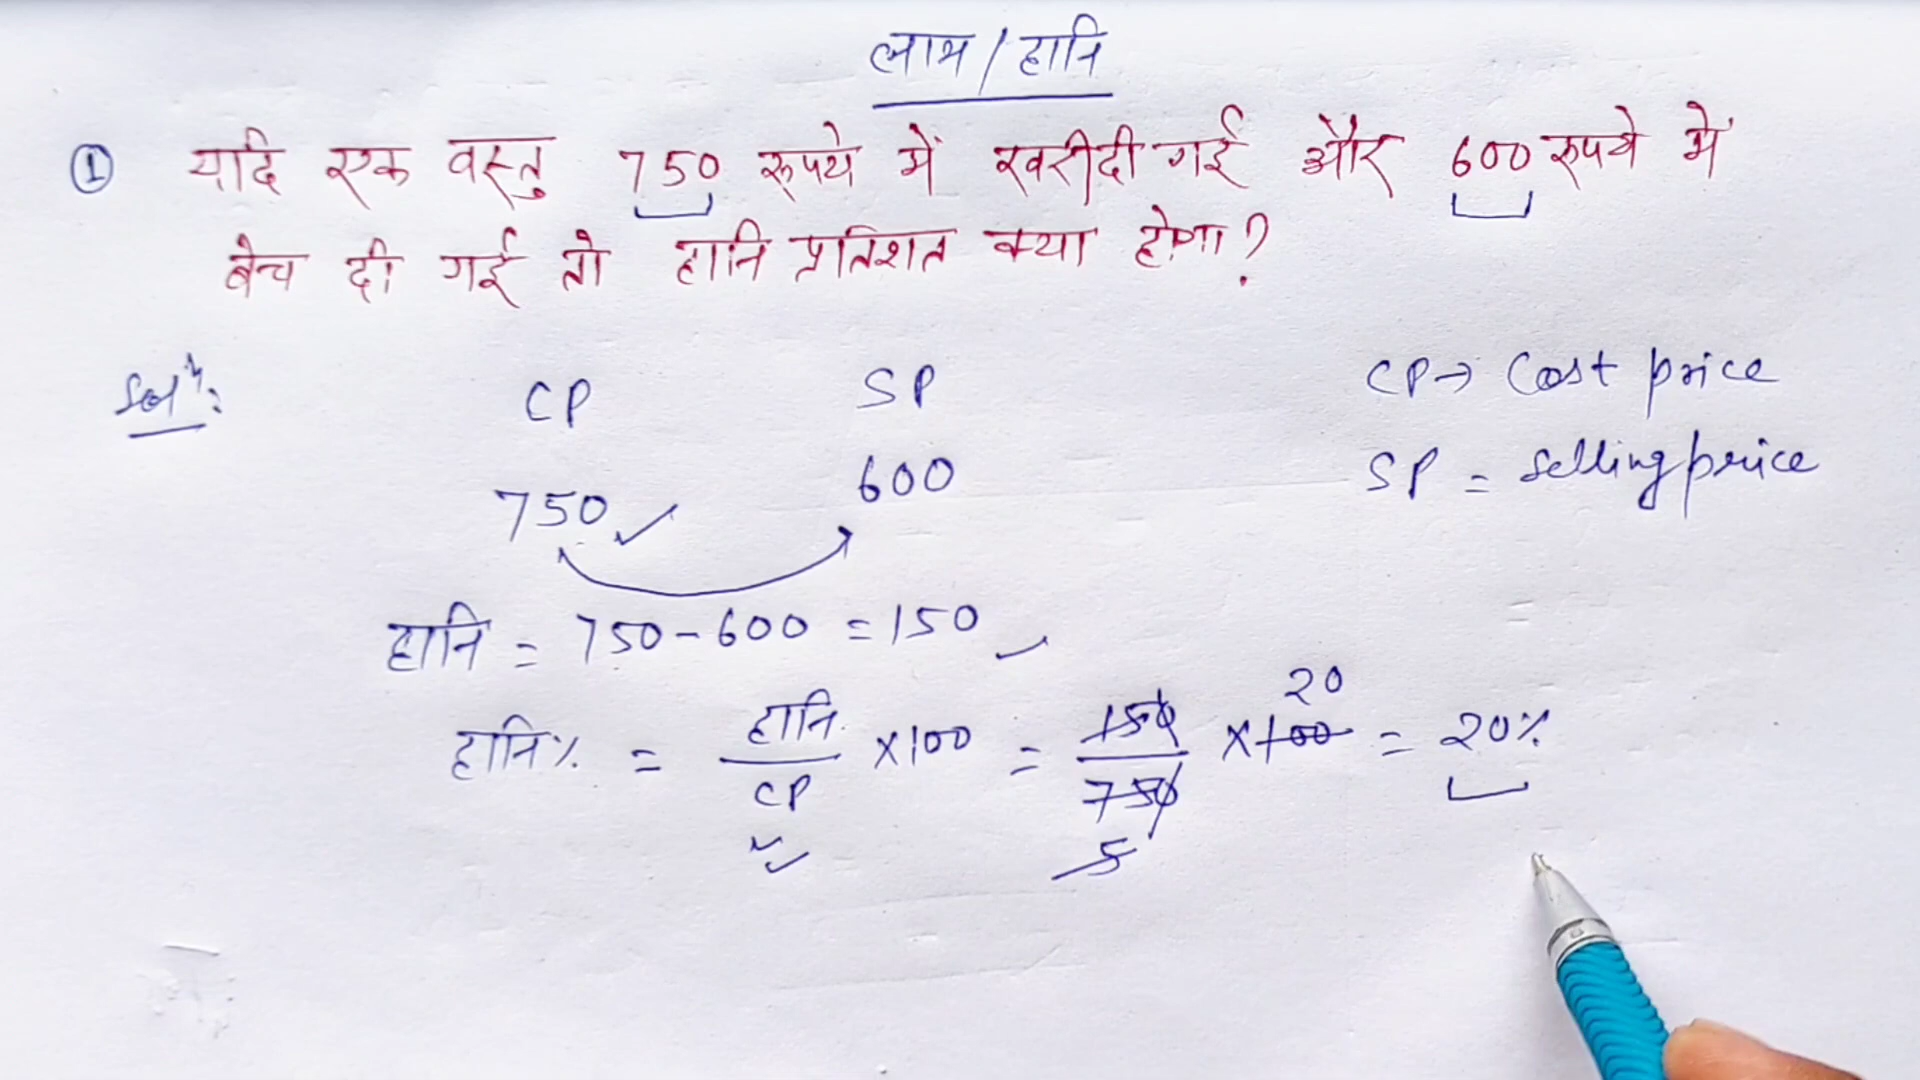 लाभ / हानि
① यदि एक वस्तु 750 रूपये में खरीदी गई और 600 रुपये में
बेच दी गई तो हानि प्रतिशत क्या होगा?
Solⁿ: CP SP CP → Cost price
750 600 SP = Selling price
हानि = 750 - 600 = 150
हानि% = हानि/CP × 100 = 150/750 × 100 = 20%
20
5